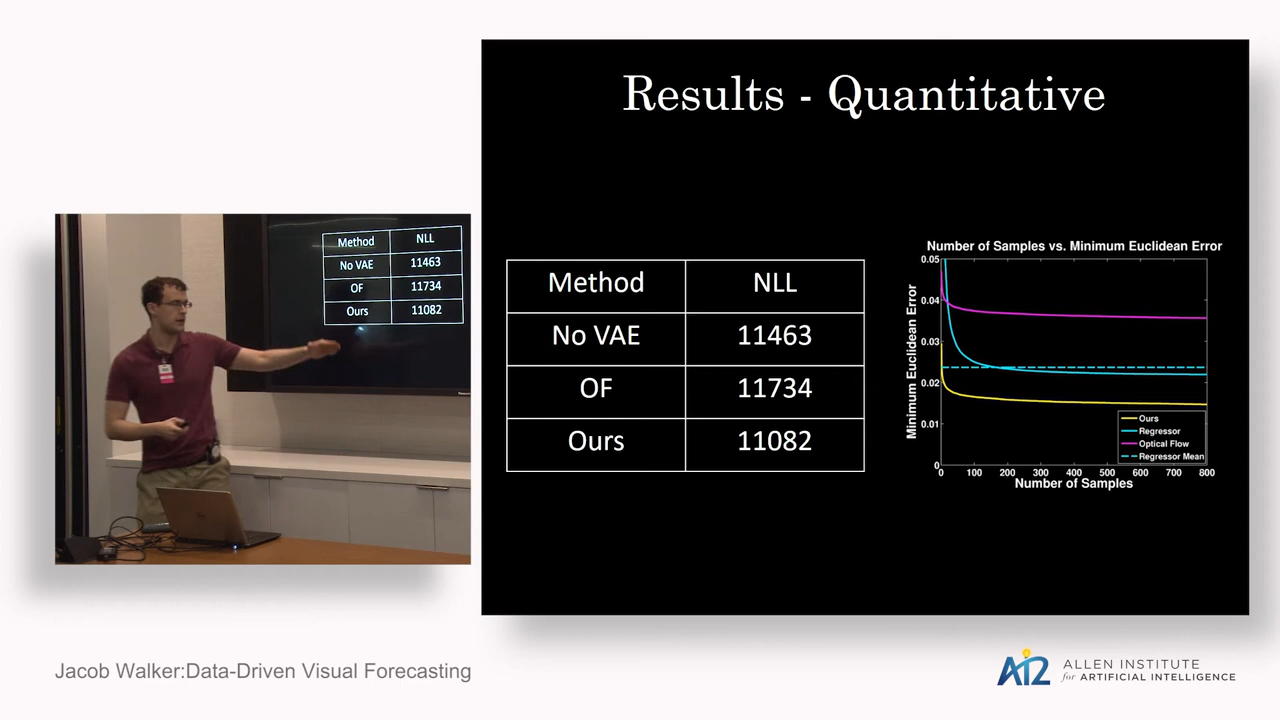 Results - Quantitative
Method NLL
No VAE 11463
OF 11734
Ours 11082
Method NLL
No VAE 11463
OF 11734
Ours 11082
Number of Samples vs. Minimum Euclidean Error
Minimum Euclidean Error
0.05
0.04
0.03
0.02
0.01
0
Ours
Regressor
Optical Flow
Regressor Mean
0 100 200 300 400 500 600 700 800
Number of Samples
Jacob Walker:Data-Driven Visual Forecasting
AI2
ALLEN INSTITUTE
for ARTIFICIAL INTELLIGENCE